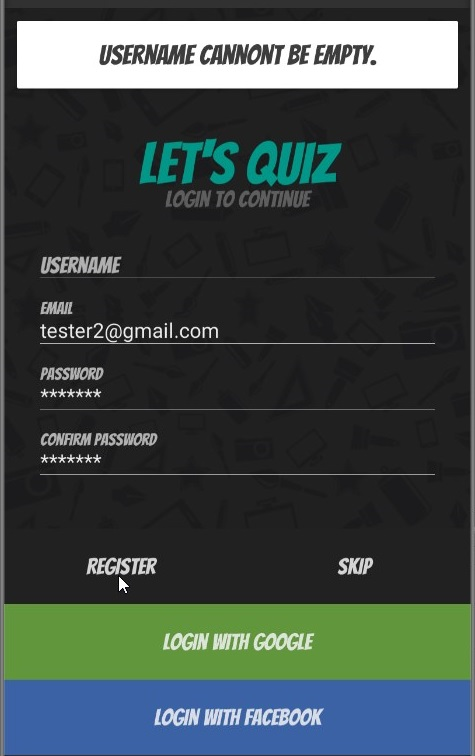 USERNAME CANNONT BE EMPTY.
LET'S QUIZ
LOGIN TO CONTINUE
USERNAME
EMAIL
tester2@gmail.com
PASSWORD
*******
CONFIRM PASSWORD
*******
REGISTER SKIP
LOGIN WITH GOOGLE
LOGIN WITH FACEBOOK